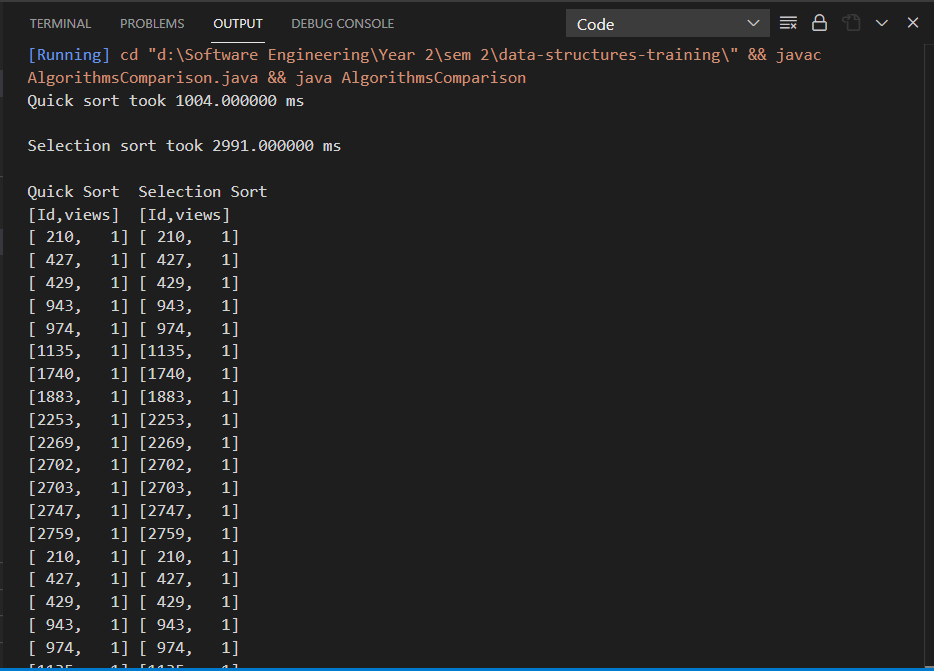 TERMINAL PROBLEMS OUTPUT DEBUG CONSOLE Code
[Running] cd "d:\Software Engineering\Year 2\sem 2\data-structures-training\" && javac
AlgorithmsComparison.java && java AlgorithmsComparison
Quick sort took 1004.000000 ms
Selection sort took 2991.000000 ms
Quick Sort  Selection Sort
[Id,views]  [Id,views]
[ 210,   1] [ 210,   1]
[ 427,   1] [ 427,   1]
[ 429,   1] [ 429,   1]
[ 943,   1] [ 943,   1]
[ 974,   1] [ 974,   1]
[1135,   1] [1135,   1]
[1740,   1] [1740,   1]
[1883,   1] [1883,   1]
[2253,   1] [2253,   1]
[2269,   1] [2269,   1]
[2702,   1] [2702,   1]
[2703,   1] [2703,   1]
[2747,   1] [2747,   1]
[2759,   1] [2759,   1]
[ 210,   1] [ 210,   1]
[ 427,   1] [ 427,   1]
[ 429,   1] [ 429,   1]
[ 943,   1] [ 943,   1]
[ 974,   1] [ 974,   1]
[1135,   1] [1135,   1]